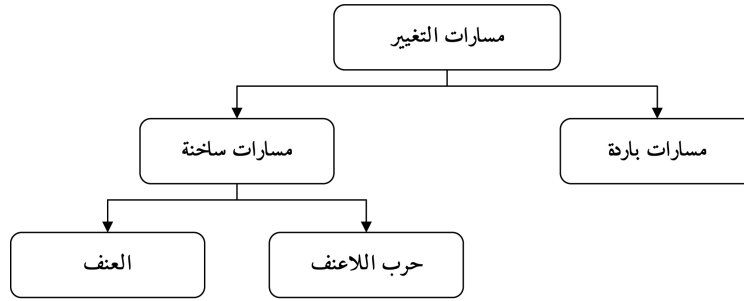 مسارات التغيير
مسارات ساخنة
مسارات باردة
حرب اللاعنف
العنف